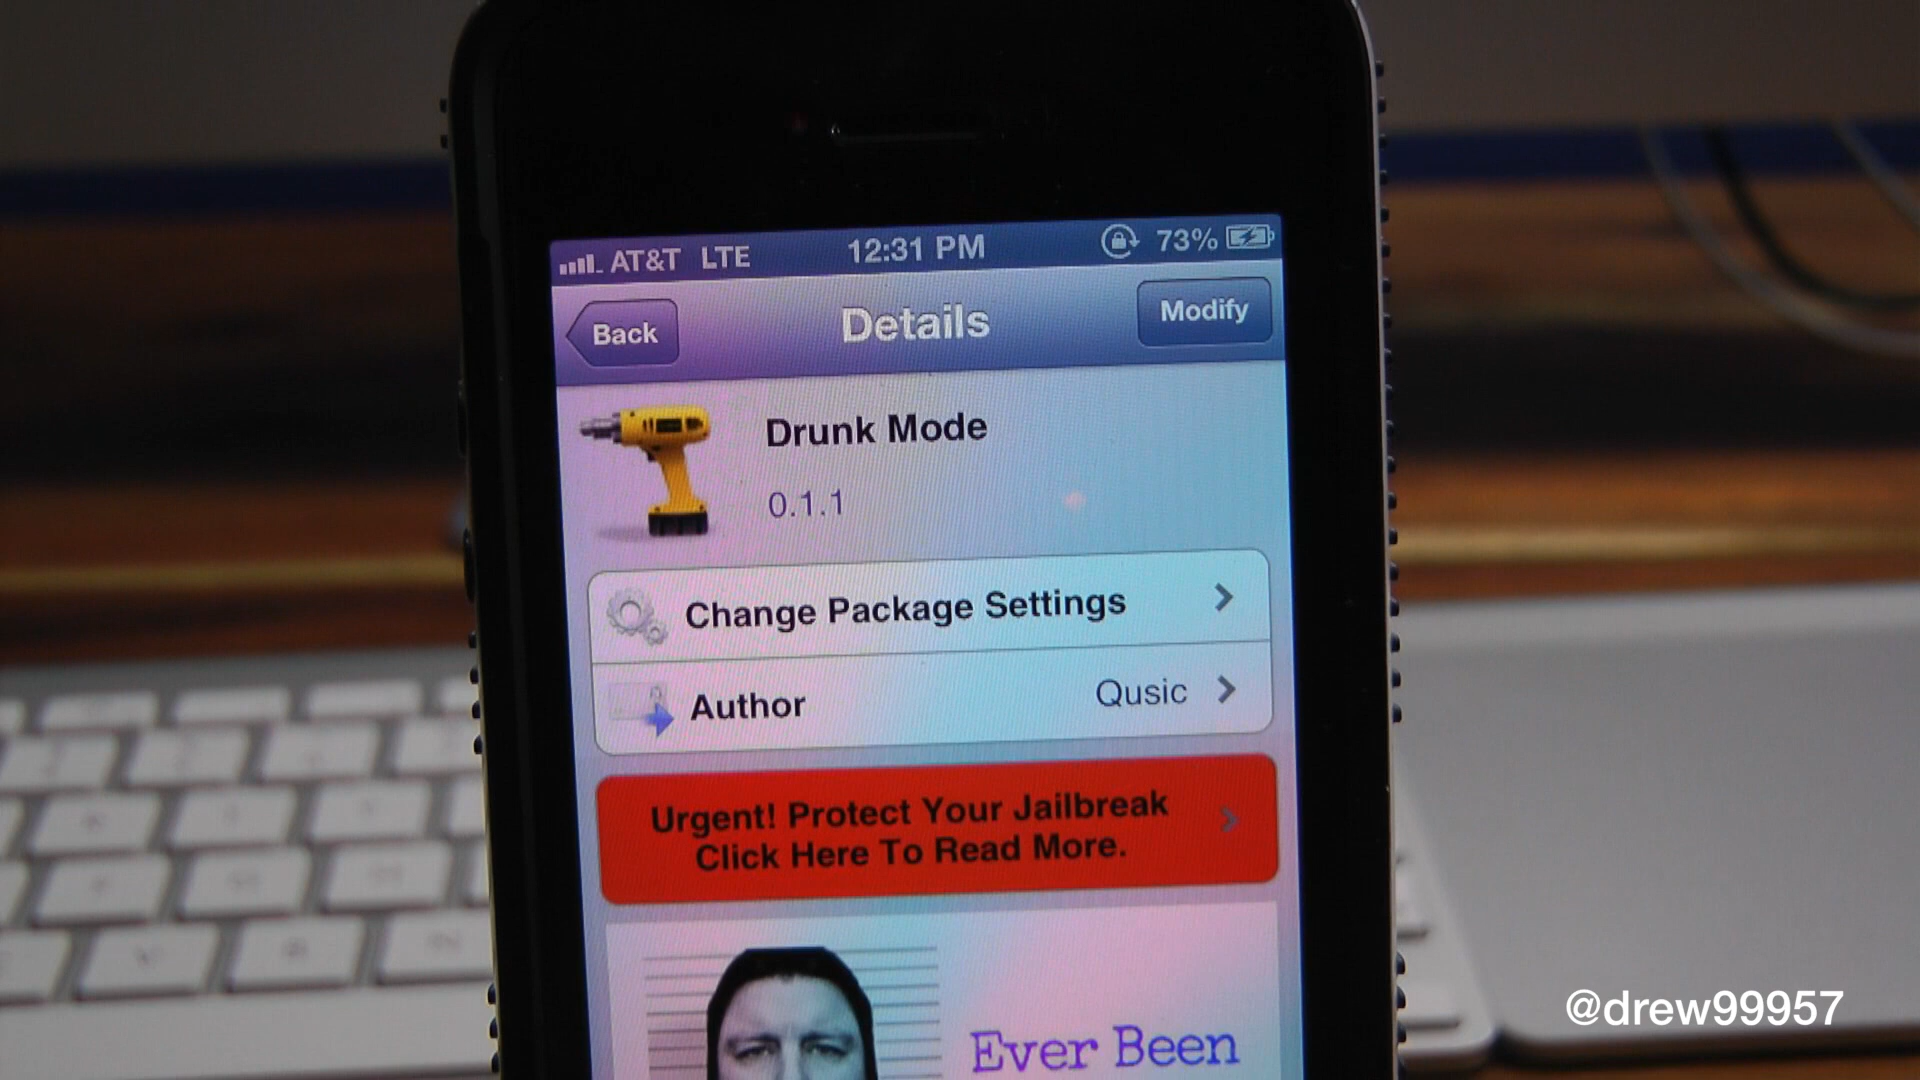 AT&T LTE 12:31 PM 73%
Back Details Modify
Drunk Mode
0.1.1
Change Package Settings
Author Qusic
Urgent! Protect Your Jailbreak
Click Here To Read More.
Ever Been
@drew99957